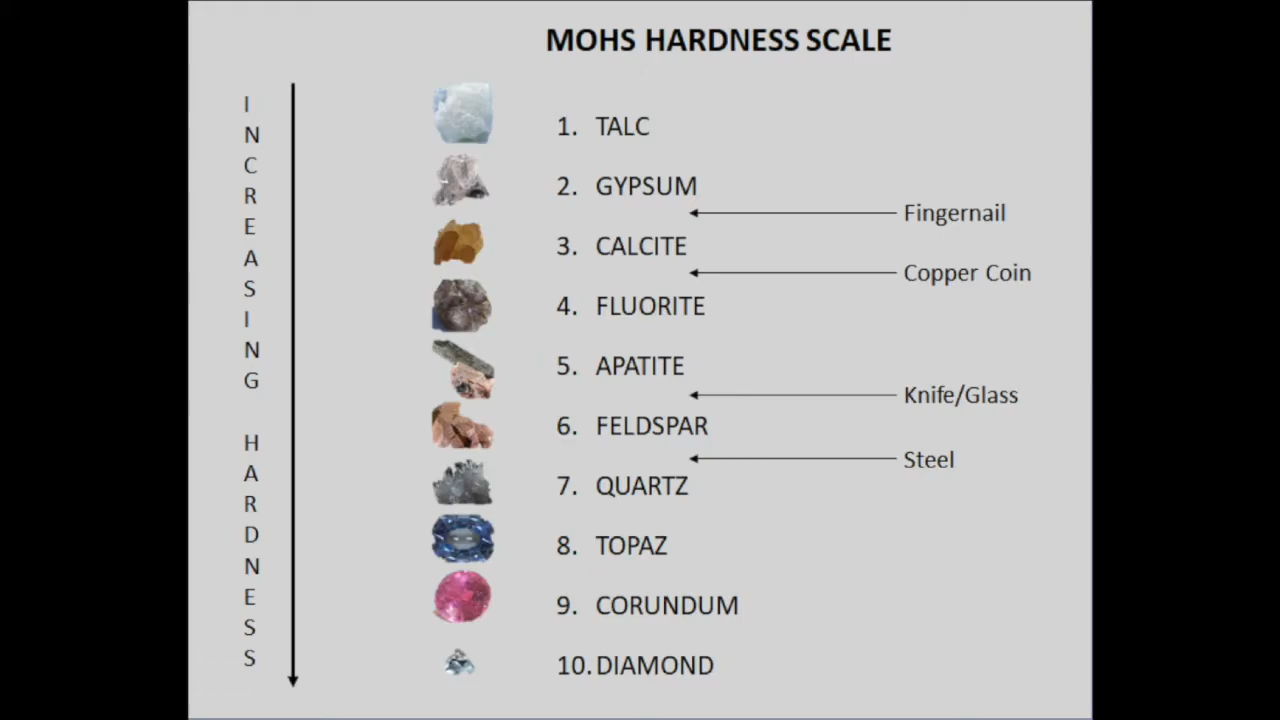 MOHS HARDNESS SCALE
INCREASING HARDNESS
1. TALC
2. GYPSUM
Fingernail
3. CALCITE
Copper Coin
4. FLUORITE
5. APATITE
Knife/Glass
6. FELDSPAR
Steel
7. QUARTZ
8. TOPAZ
9. CORUNDUM
10. DIAMOND